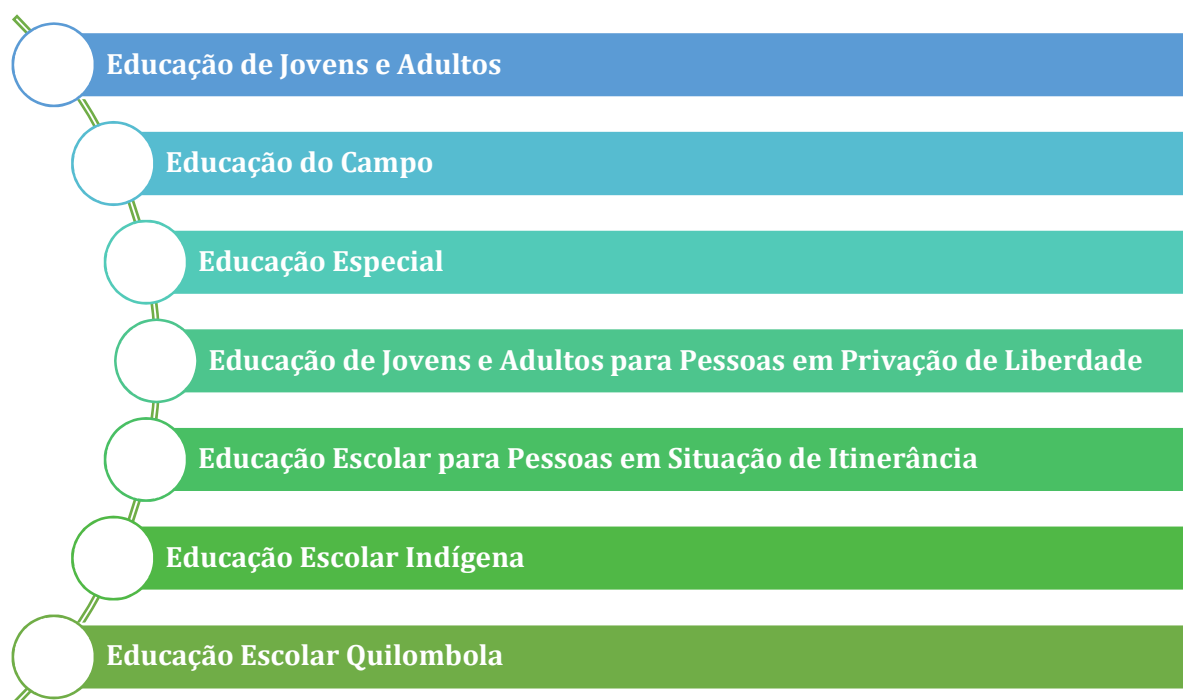 Educação de Jovens e Adultos
Educação do Campo
Educação Especial
Educação de Jovens e Adultos para Pessoas em Privação de Liberdade
Educação Escolar para Pessoas em Situação de Itinerância
Educação Escolar Indígena
Educação Escolar Quilombola